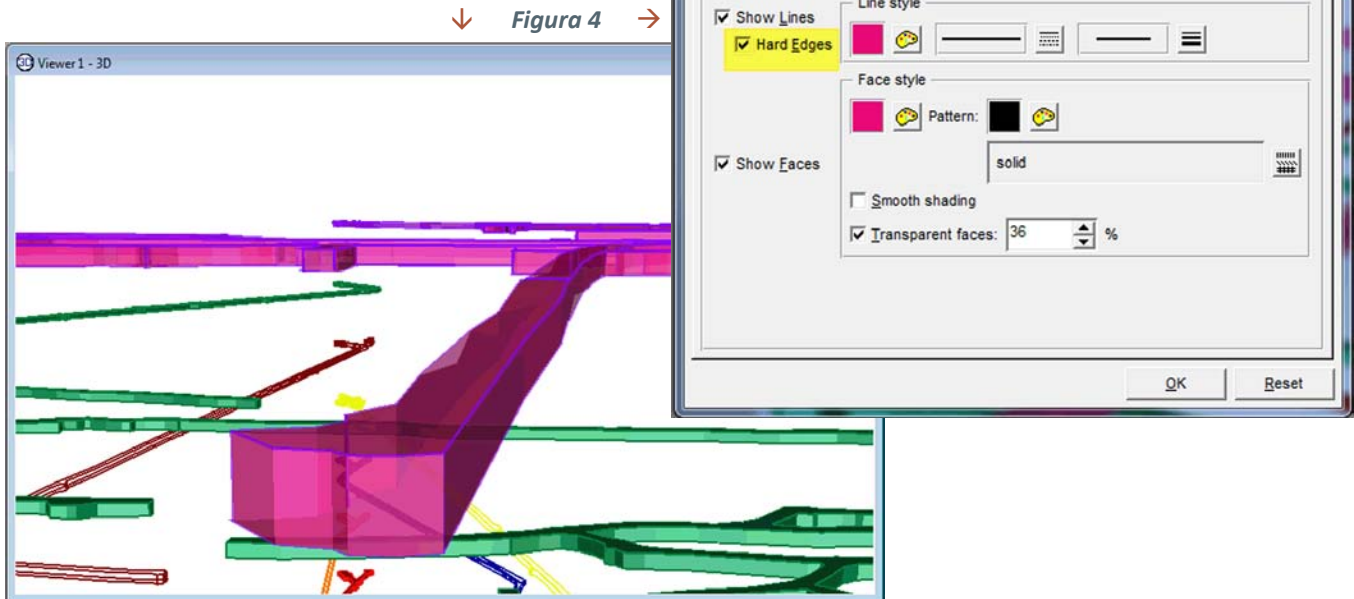 ↓ Figura 4 →
Viewer 1 - 3D
Line style
Show Lines
Hard Edges
Face style
Pattern:
Show Faces
solid
Smooth shading
Transparent faces: 36 %
OK Reset